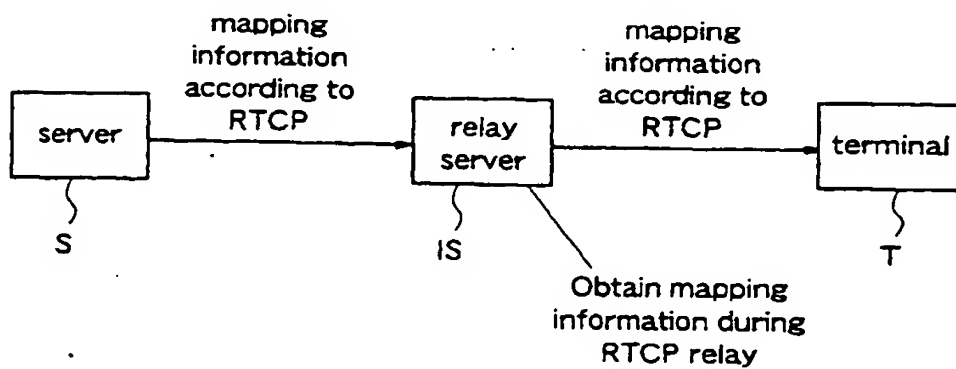 mapping
information
according to
RTCP
mapping
information
according to
RTCP
server
relay
server
terminal
S
IS
T
Obtain mapping
information during
RTCP relay